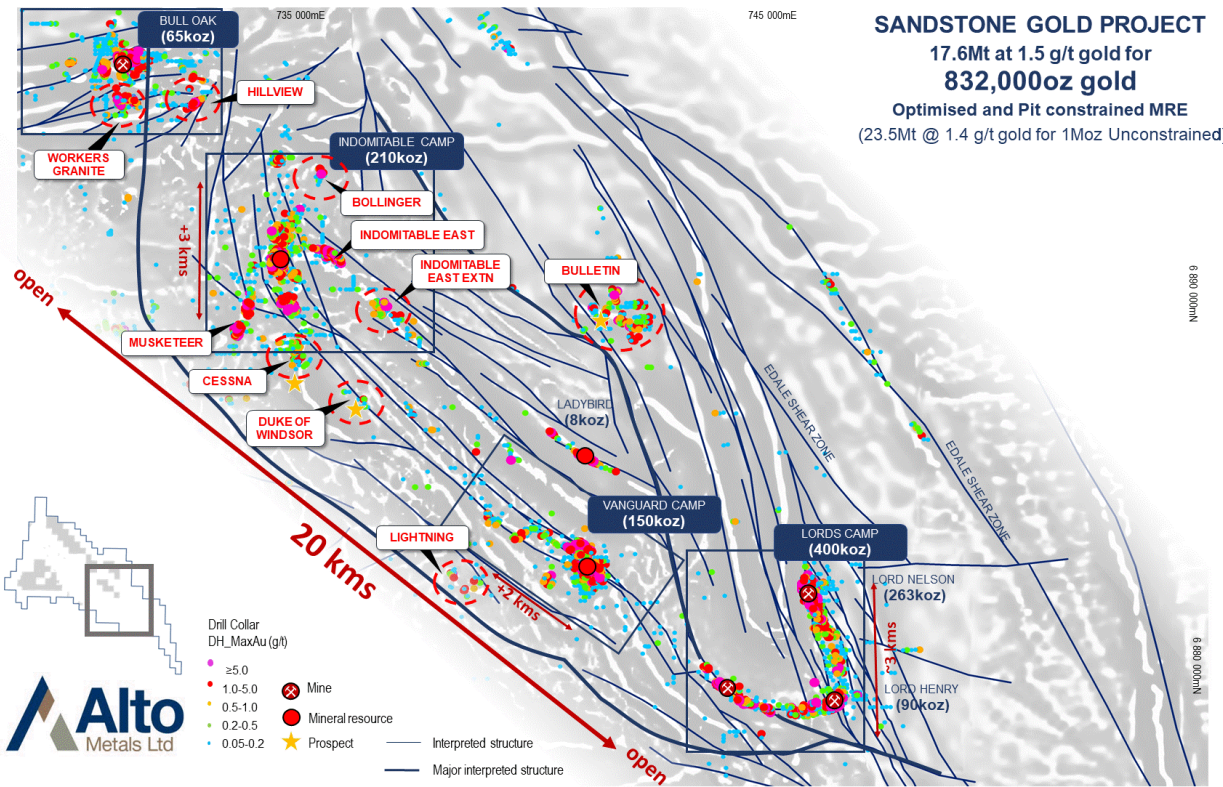 SANDSTONE GOLD PROJECT
17.6Mt at 1.5 g/t gold for
832,000oz gold
Optimised and Pit constrained MRE
(23.5Mt @ 1.4 g/t gold for 1Moz Unconstrained)
735 000mE
745 000mE
BULL OAK
(65koz)
HILLVIEW
WORKERS
GRANITE
INDOMITABLE CAMP
(210koz)
BOLLINGER
INDOMITABLE EAST
INDOMITABLE
EAST EXTN
BULLETIN
+3 kms
6 890 000mN
open
MUSKETEER
CESSNA
DUKE OF
WINDSOR
LADYBIRD
(8koz)
EDALE SHEAR ZONE
EDALE SHEAR ZONE
VANGUARD CAMP
(150koz)
20 kms
LIGHTNING
+2 kms
LORDS CAMP
(400koz)
LORD NELSON
(263koz)
~3 kms
LORD HENRY
(90koz)
6 880 000mN
open
Drill Collar
DH_MaxAu (g/t)
≥5.0
1.0-5.0
0.5-1.0
0.2-0.5
0.05-0.2
Mine
Mineral resource
Prospect
Interpreted structure
Major interpreted structure
Alto
Metals Ltd